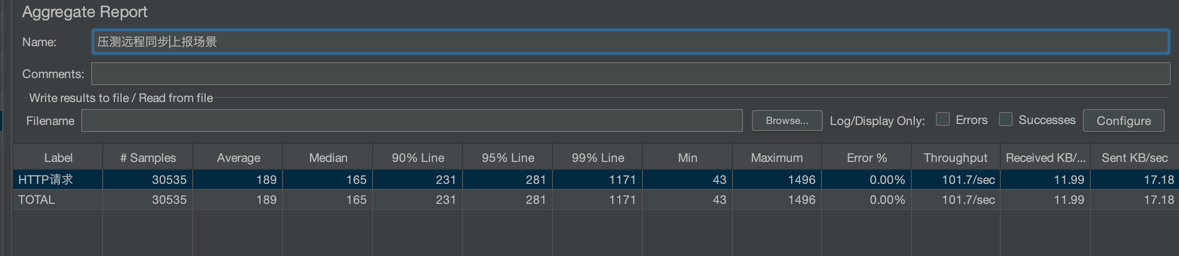 Aggregate Report
Name: 压测远程同步上报场景
Comments:
Write results to file / Read from file
Filename Browse... Log/Display Only: Errors Successes Configure
Label # Samples Average Median 90% Line 95% Line 99% Line Min Maximum Error % Throughput Received KB/... Sent KB/sec
HTTP请求 30535 189 165 231 281 1171 43 1496 0.00% 101.7/sec 11.99 17.18
TOTAL 30535 189 165 231 281 1171 43 1496 0.00% 101.7/sec 11.99 17.18